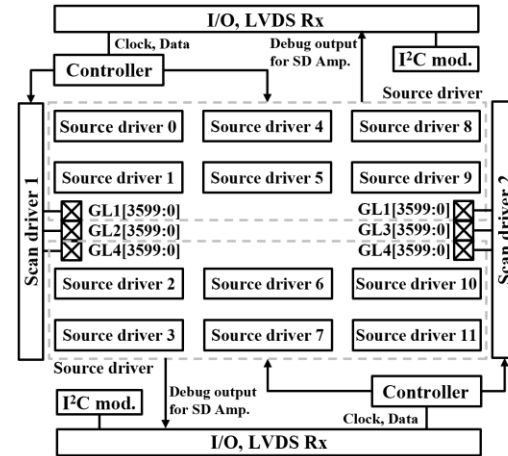 I/O, LVDS Rx
Clock, Data
Debug output
for SD Amp.
Controller
I²C mod.
Source driver
Scan driver 1
Scan driver 2
Source driver 0
Source driver 4
Source driver 8
Source driver 1
Source driver 5
Source driver 9
GL1[3599:0]
GL1[3599:0]
GL2[3599:0]
GL3[3599:0]
GL4[3599:0]
GL4[3599:0]
Source driver 2
Source driver 6
Source driver 10
Source driver 3
Source driver 7
Source driver 11
Source driver
I²C mod.
Debug output
for SD Amp.
Controller
Clock, Data
I/O, LVDS Rx